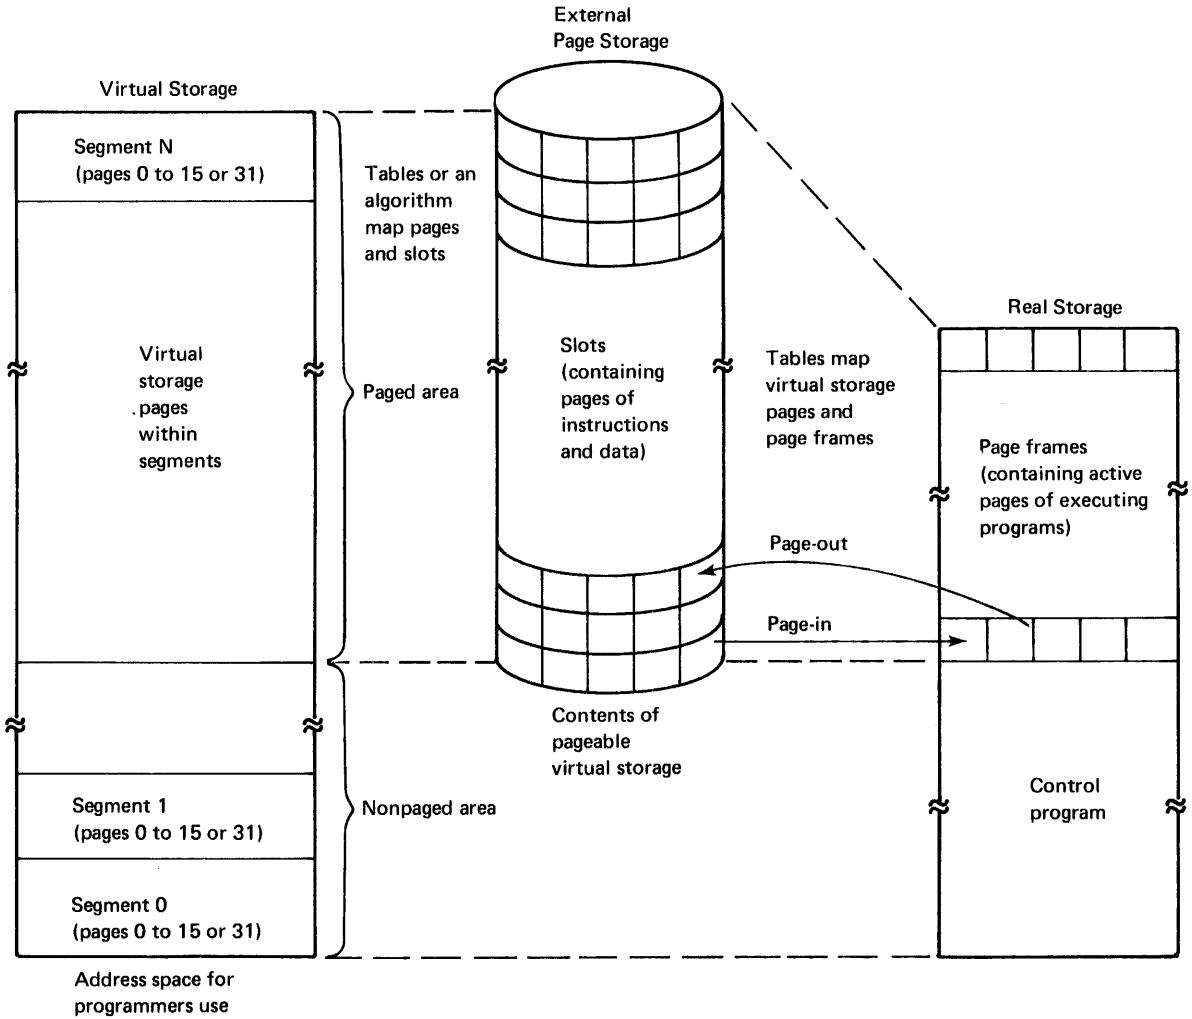 External
Page Storage
Virtual Storage
Segment N
(pages 0 to 15 or 31)
Tables or an
algorithm
map pages
and slots
Real Storage
Virtual
storage
pages
within
segments
Paged area
Slots
(containing
pages of
instructions
and data)
Tables map
virtual storage
pages and
page frames
Page frames
(containing active
pages of executing
programs)
Page-out
Page-in
Contents of
pageable
virtual storage
Segment 1
(pages 0 to 15 or 31)
Nonpaged area
Control
program
Segment 0
(pages 0 to 15 or 31)
Address space for
programmers use